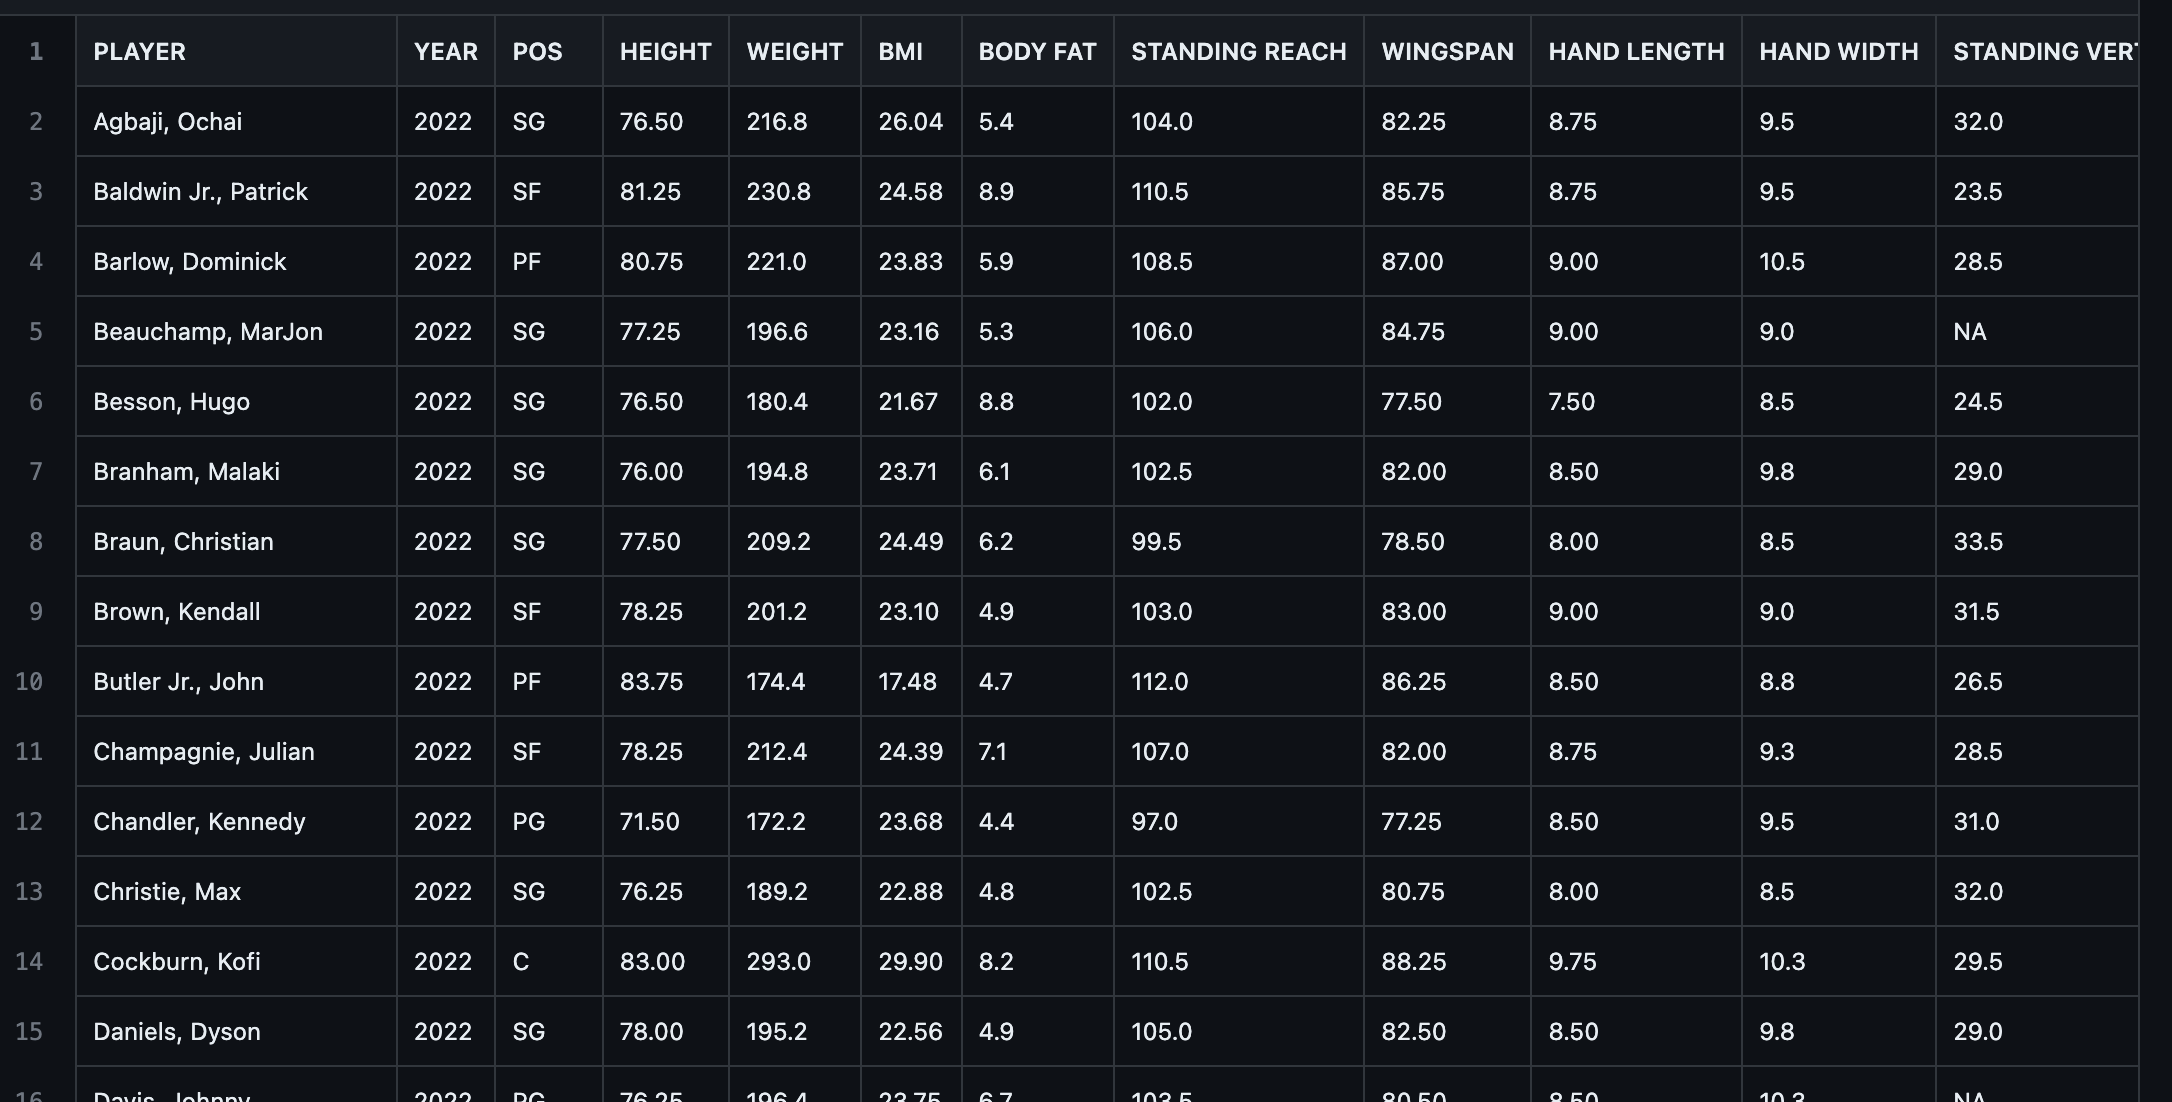 1 PLAYER YEAR POS HEIGHT WEIGHT BMI BODY FAT STANDING REACH WINGSPAN HAND LENGTH HAND WIDTH STANDING VERT
2 Agbaji, Ochai 2022 SG 76.50 216.8 26.04 5.4 104.0 82.25 8.75 9.5 32.0
3 Baldwin Jr., Patrick 2022 SF 81.25 230.8 24.58 8.9 110.5 85.75 8.75 9.5 23.5
4 Barlow, Dominick 2022 PF 80.75 221.0 23.83 5.9 108.5 87.00 9.00 10.5 28.5
5 Beauchamp, MarJon 2022 SG 77.25 196.6 23.16 5.3 106.0 84.75 9.00 9.0 NA
6 Besson, Hugo 2022 SG 76.50 180.4 21.67 8.8 102.0 77.50 7.50 8.5 24.5
7 Branham, Malaki 2022 SG 76.00 194.8 23.71 6.1 102.5 82.00 8.50 9.8 29.0
8 Braun, Christian 2022 SG 77.50 209.2 24.49 6.2 99.5 78.50 8.00 8.5 33.5
9 Brown, Kendall 2022 SF 78.25 201.2 23.10 4.9 103.0 83.00 9.00 9.0 31.5
10 Butler Jr., John 2022 PF 83.75 174.4 17.48 4.7 112.0 86.25 8.50 8.8 26.5
11 Champagnie, Julian 2022 SF 78.25 212.4 24.39 7.1 107.0 82.00 8.75 9.3 28.5
12 Chandler, Kennedy 2022 PG 71.50 172.2 23.68 4.4 97.0 77.25 8.50 9.5 31.0
13 Christie, Max 2022 SG 76.25 189.2 22.88 4.8 102.5 80.75 8.00 8.5 32.0
14 Cockburn, Kofi 2022 C 83.00 293.0 29.90 8.2 110.5 88.25 9.75 10.3 29.5
15 Daniels, Dyson 2022 SG 78.00 195.2 22.56 4.9 105.0 82.50 8.50 9.8 29.0
16 Davis, Johnny 2022 PG 76.25 196.4 23.75 6.7 103.5 80.50 8.50 10.3 NA